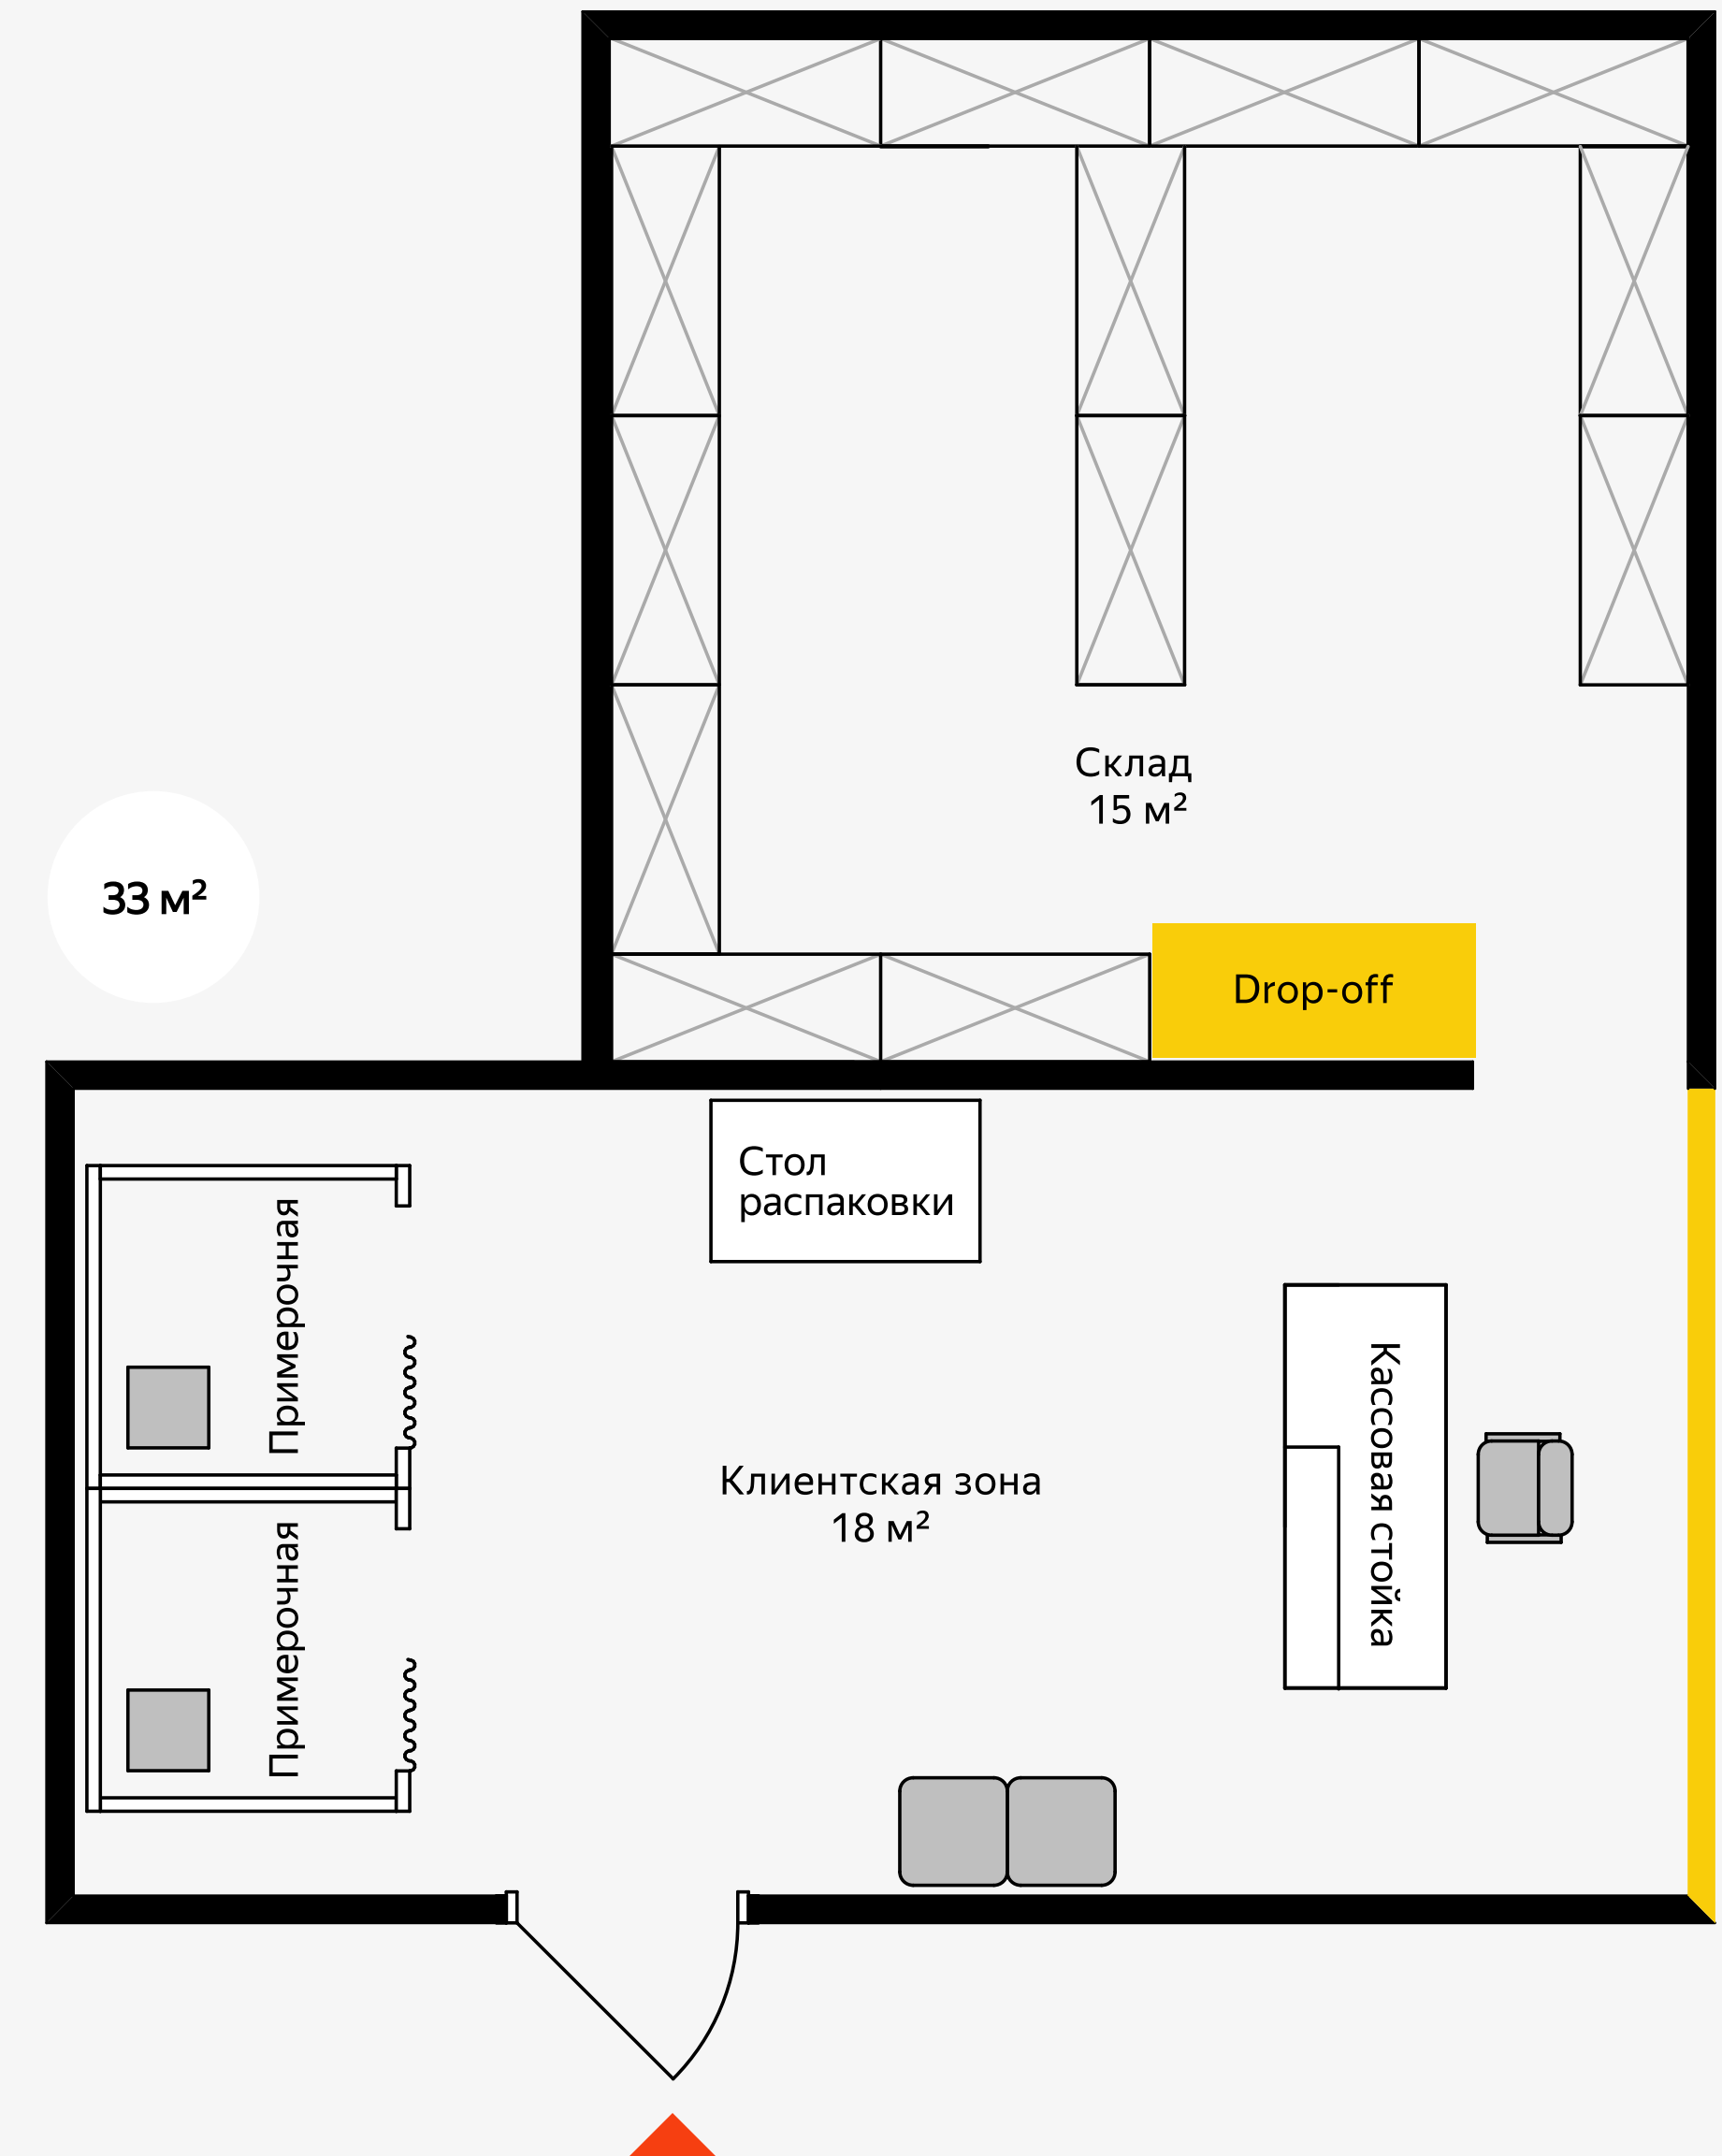 Склад
15 м²
33 м²
Drop-off
Стол
распаковки
Примерочная
Кассовая стойка
Клиентская зона
18 м²
Примерочная